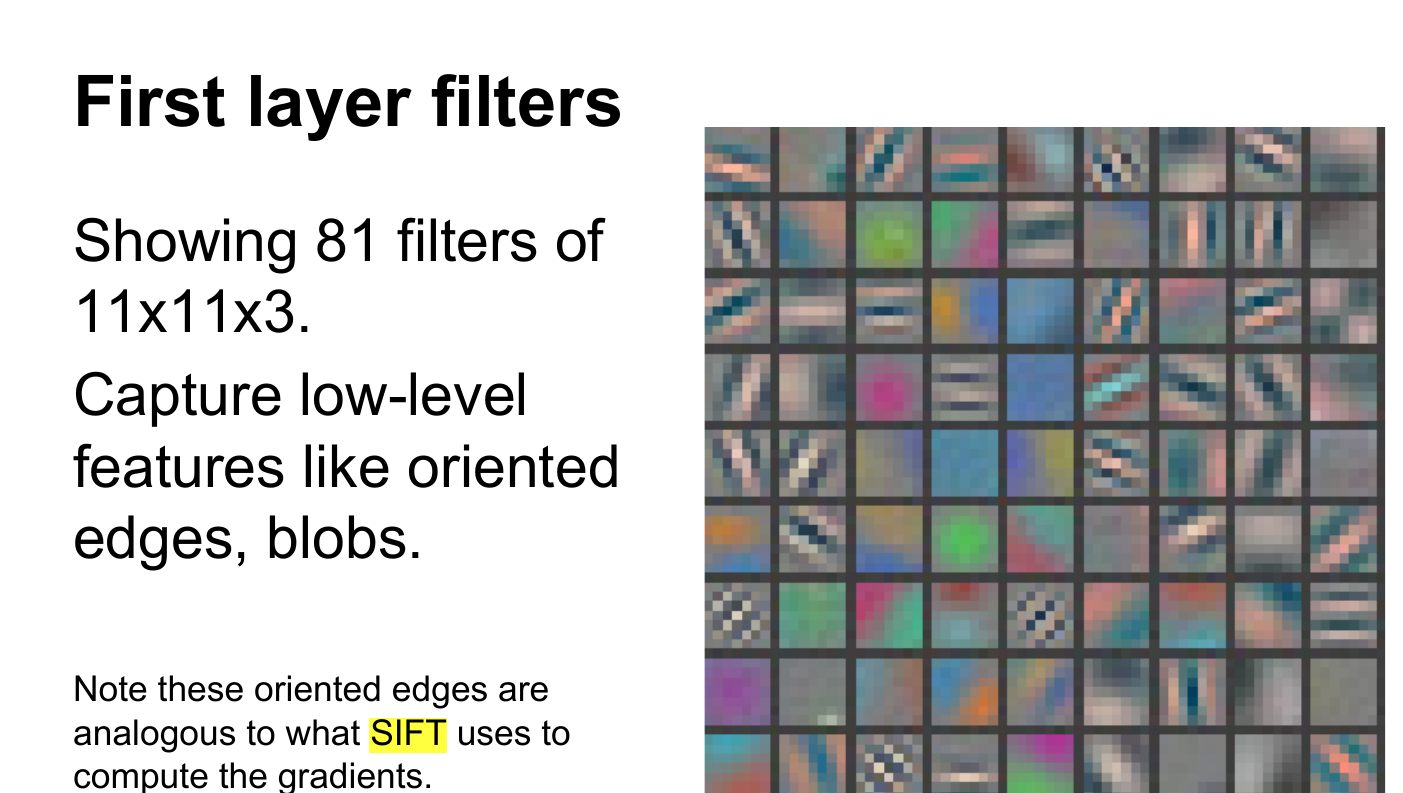 First layer filters
Showing 81 filters of
11x11x3.
Capture low-level
features like oriented
edges, blobs.
Note these oriented edges are
analogous to what SIFT uses to
compute the gradients.